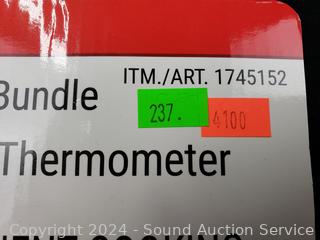 ITM./ART. 1745152
Bundle
237.
4100
Thermometer
Copyright 2024 - Sound Auction Service